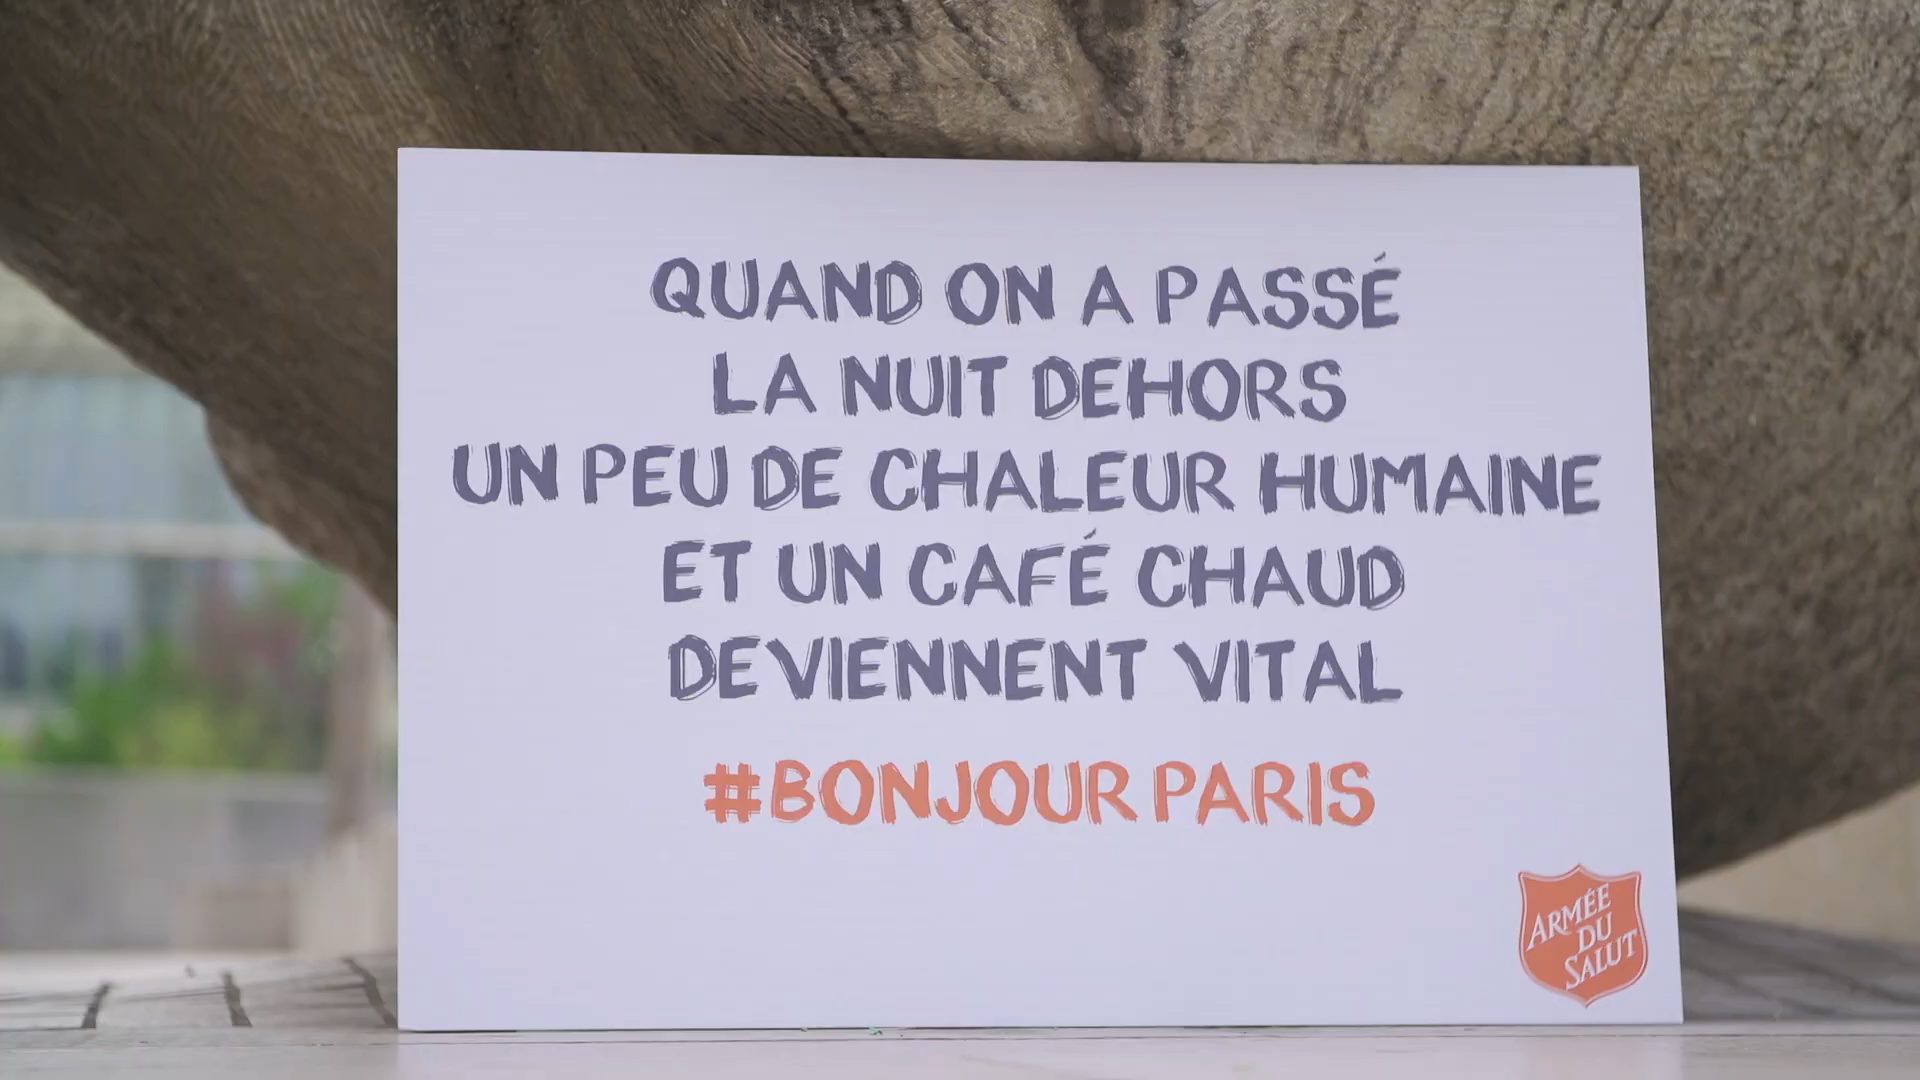 QUAND ON A PASSÉ
LA NUIT DEHORS
UN PEU DE CHALEUR HUMAINE
ET UN CAFÉ CHAUD
DEVIENNENT VITAL
#BONJOUR PARIS
ARMÉE
DU
SALUT